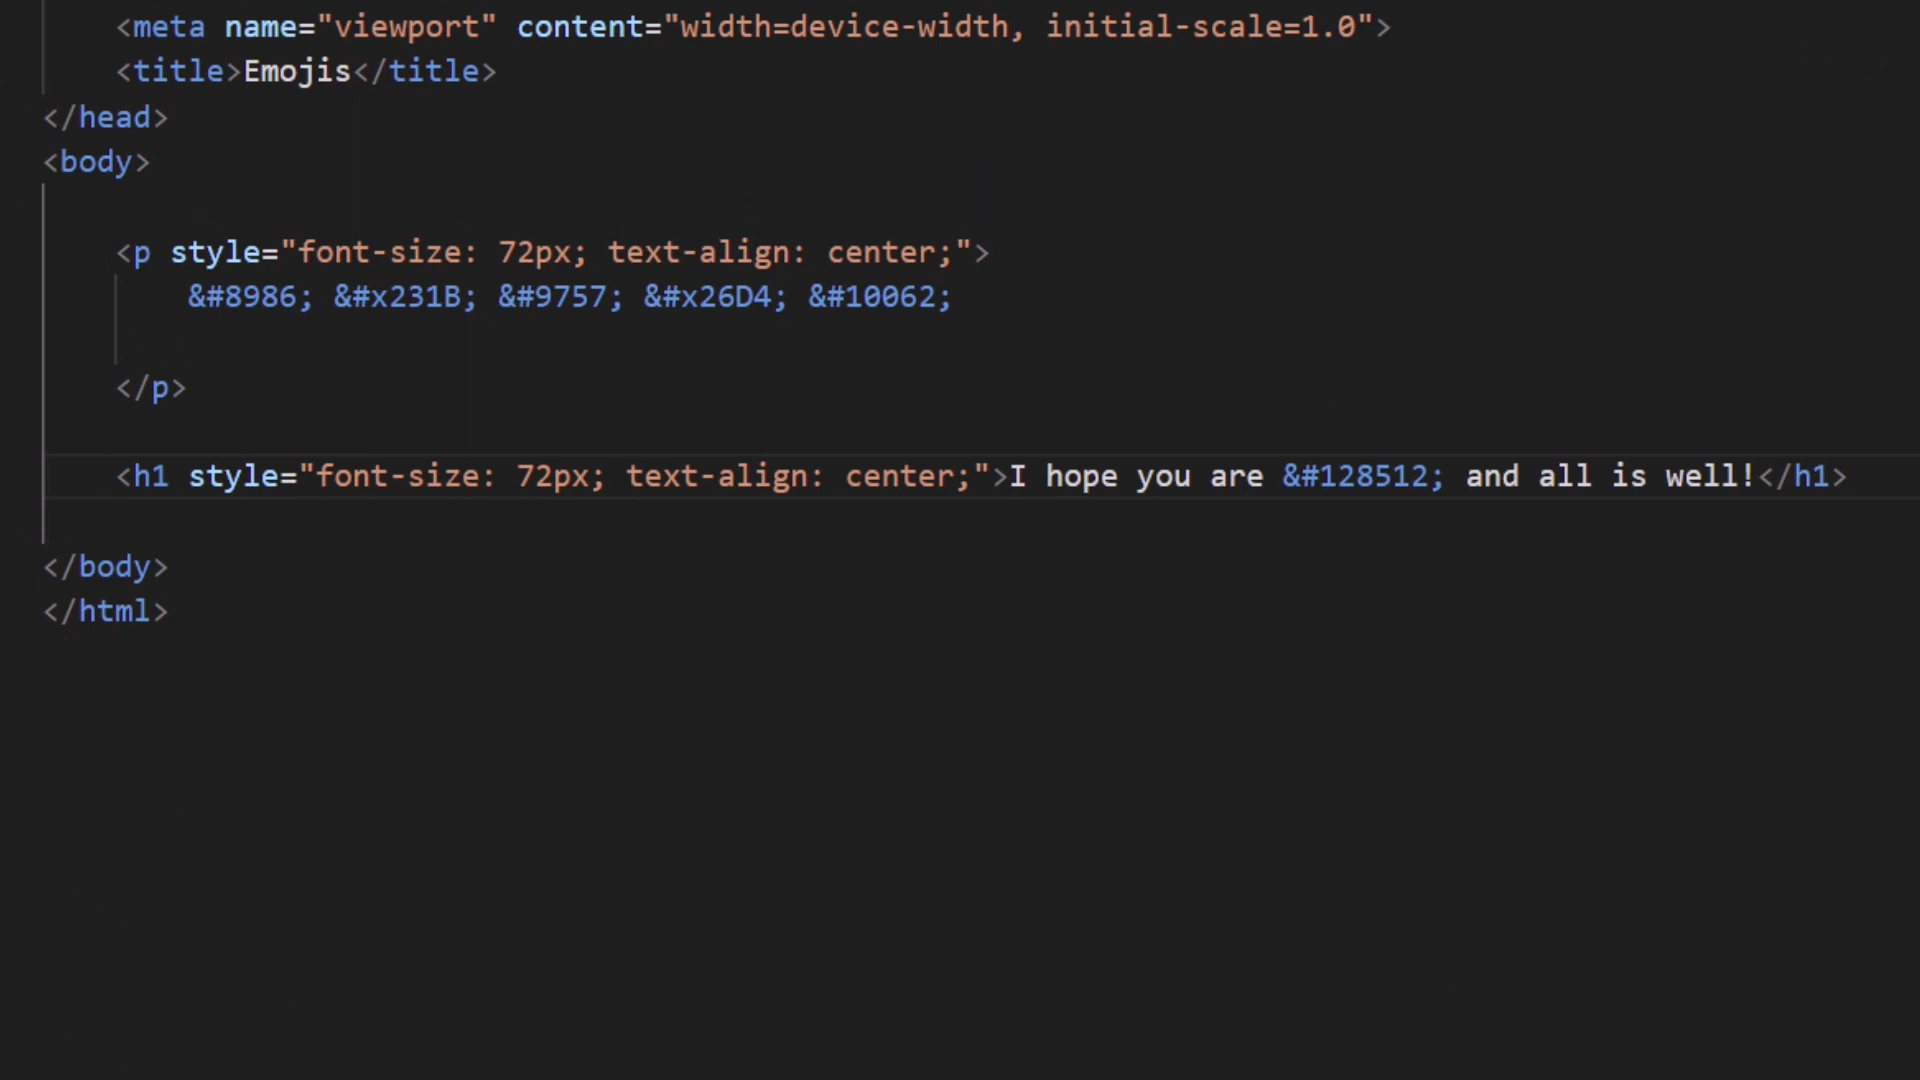 <meta name="viewport" content="width=device-width, initial-scale=1.0">
<title>Emojis</title>
</head>
<body>
<p style="font-size: 72px; text-align: center;">
&#8986; &#x231B; &#9757; &#x26D4; &#10062;
</p>
<h1 style="font-size: 72px; text-align: center;">I hope you are &#128512; and all is well!</h1>
</body>
</html>